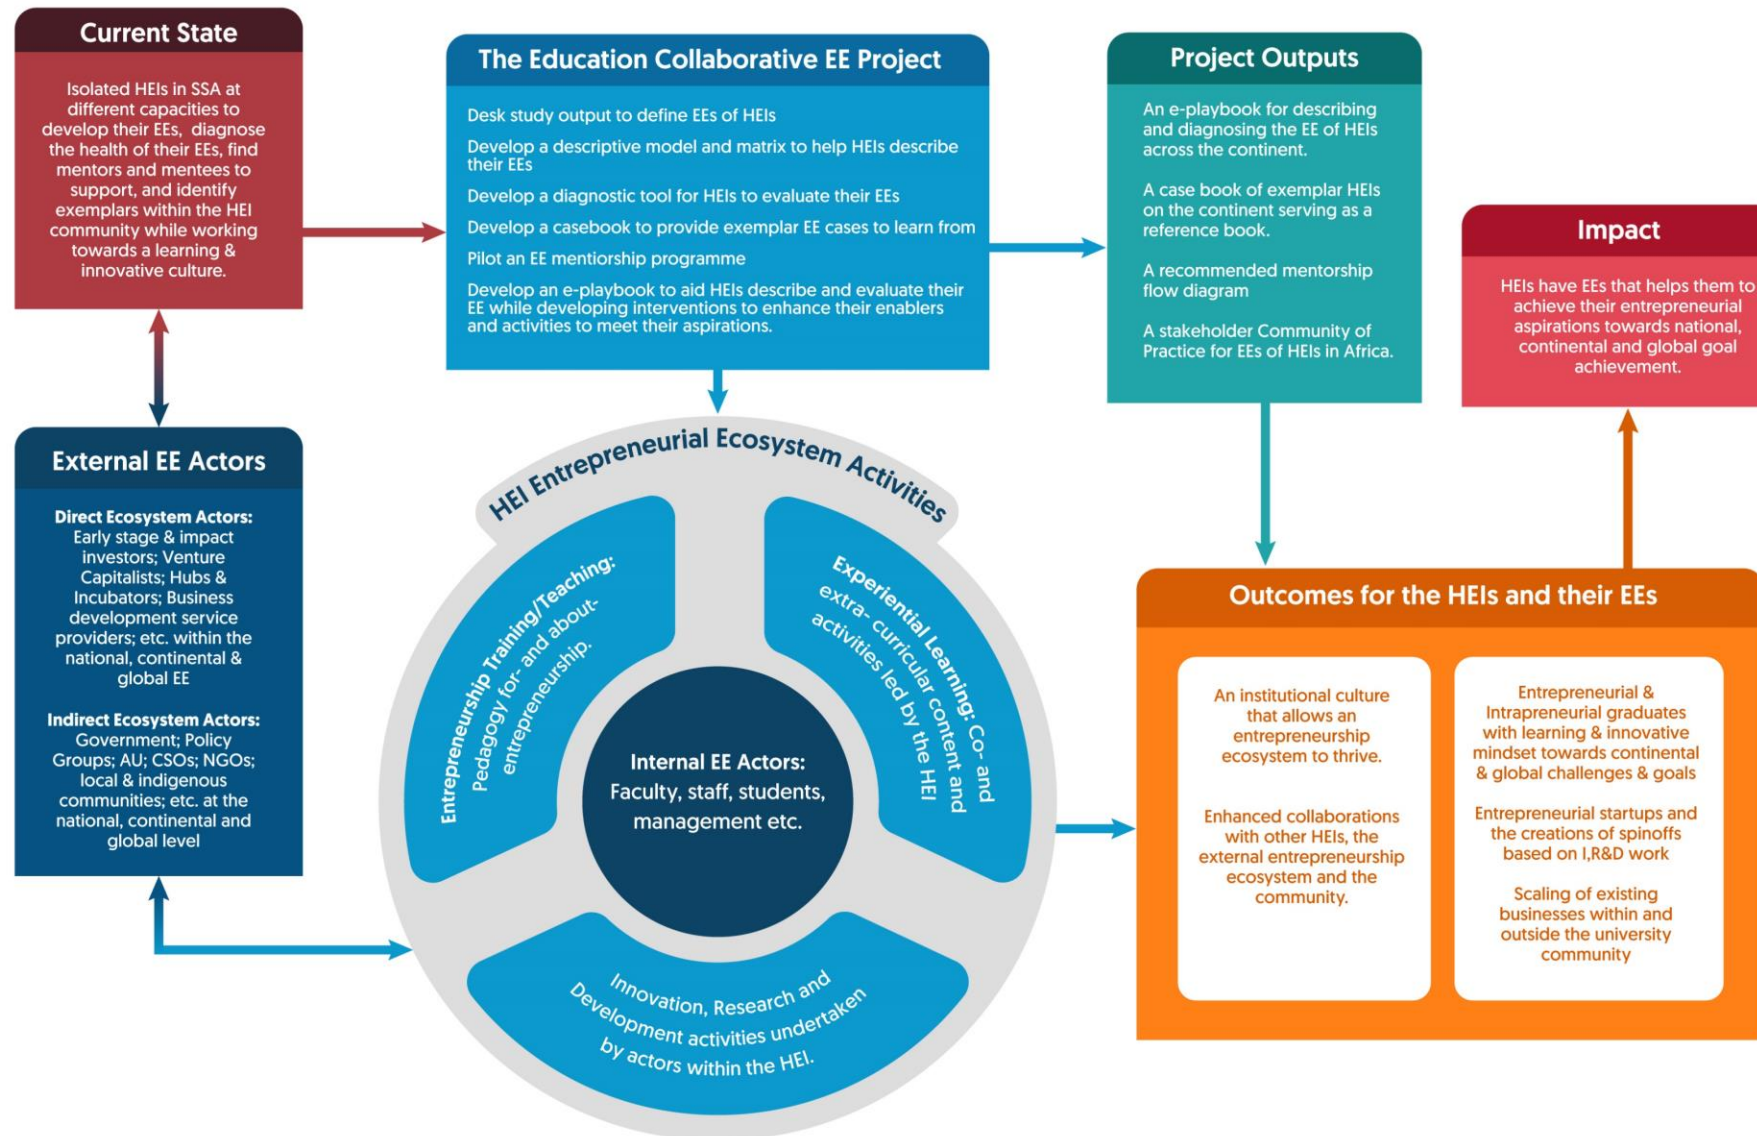 Current State
Isolated HEIs in SSA at
different capacities to
develop their EEs, diagnose
the health of their EEs, find
mentors and mentees to
support, and identify
exemplars within the HEI
community while working
towards a learning &
innovative culture.
The Education Collaborative EE Project
Desk study output to define EEs of HEIs
Develop a descriptive model and matrix to help HEIs describe
their EEs
Develop a diagnostic tool for HEIs to evaluate their EEs
Develop a casebook to provide exemplar EE cases to learn from
Pilot an EE mentiorship programme
Develop an e-playbook to aid HEIs describe and evaluate their
EE while developing interventions to enhance their enablers
and activities to meet their aspirations.
Project Outputs
An e-playbook for describing
and diagnosing the EE of HEIs
across the continent.
A case book of exemplar HEIs
on the continent serving as a
reference book.
A recommended mentorship
flow diagram
A stakeholder Community of
Practice for EEs of HEIs in Africa.
Impact
HEIs have EEs that helps them to
achieve their entrepreneurial
aspirations towards national,
continental and global goal
achievement.
External EE Actors
Direct Ecosystem Actors:
Early stage & impact
investors; Venture
Capitalists; Hubs &
Incubators; Business
development service
providers; etc. within the
national, continental &
global EE
Indirect Ecosystem Actors:
Government; Policy
Groups; AU; CSOs; NGOs;
local & indigenous
communities; etc. at the
national, continental and
global level
HEI Entrepreneurial Ecosystem Activities
Entrepreneurship Training/Teaching:
Pedagogy for- and about-
entrepreneurship.
Experiential Learning: Co- and
extra- curricular content and
activities led by the HEI
Internal EE Actors:
Faculty, staff, students,
management etc.
Innovation, Research and
Development activities undertaken
by actors within the HEI.
Outcomes for the HEIs and their EEs
An institutional culture
that allows an
entrepreneurship
ecosystem to thrive.
Enhanced collaborations
with other HEIs, the
external entrepreneurship
ecosystem and the
community.
Entrepreneurial &
Intrapreneurial graduates
with learning & innovative
mindset towards continental
& global challenges & goals
Entrepreneurial startups and
the creations of spinoffs
based on I,R&D work
Scaling of existing
businesses within and
outside the university
community